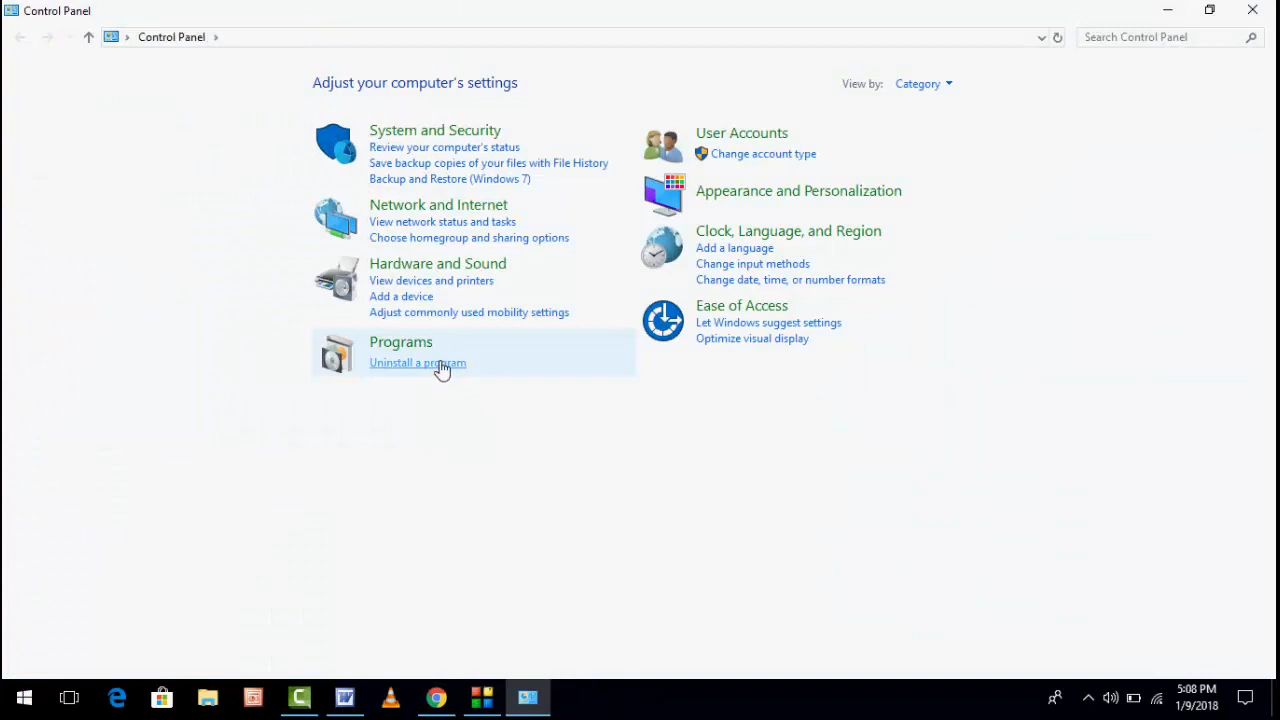 Control Panel
Control Panel
Search Control Panel
Adjust your computer's settings
View by: Category
System and Security
Review your computer's status
Save backup copies of your files with File History
Backup and Restore (Windows 7)
Network and Internet
View network status and tasks
Choose homegroup and sharing options
Hardware and Sound
View devices and printers
Add a device
Adjust commonly used mobility settings
Programs
Uninstall a program
User Accounts
Change account type
Appearance and Personalization
Clock, Language, and Region
Add a language
Change input methods
Change date, time, or number formats
Ease of Access
Let Windows suggest settings
Optimize visual display
5:08 PM
1/9/2018